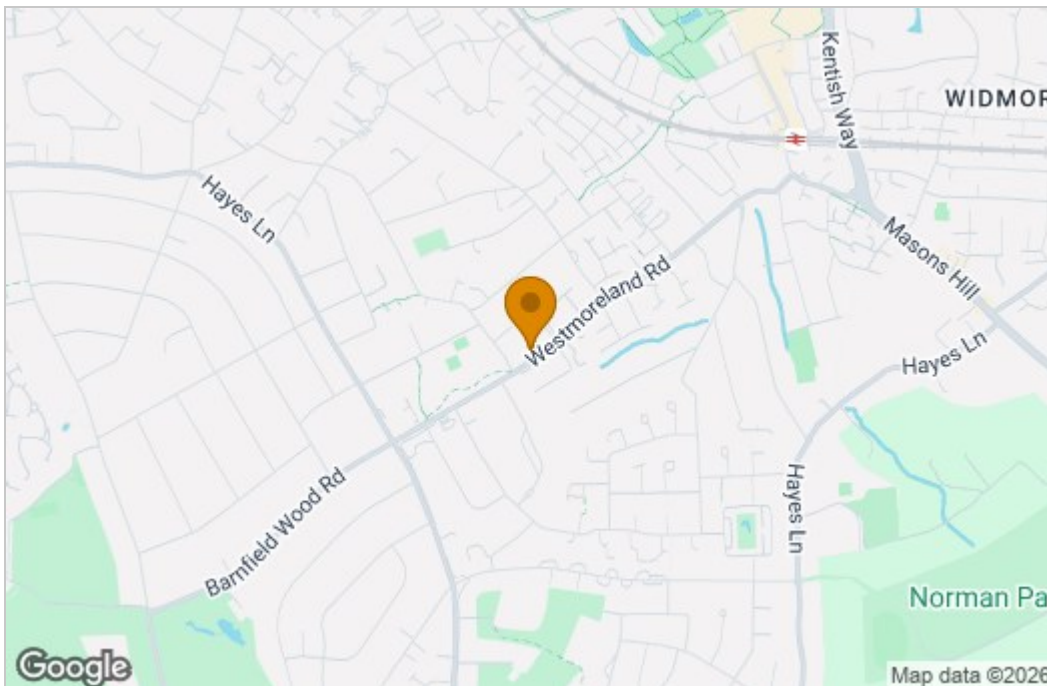 Kentish Way
WIDMOR
Hayes Ln
Masons Hill
Westmoreland Rd
Hayes Ln
Barnfield Wood Rd
Hayes Ln
Norman Pa
Google
Map data ©2026